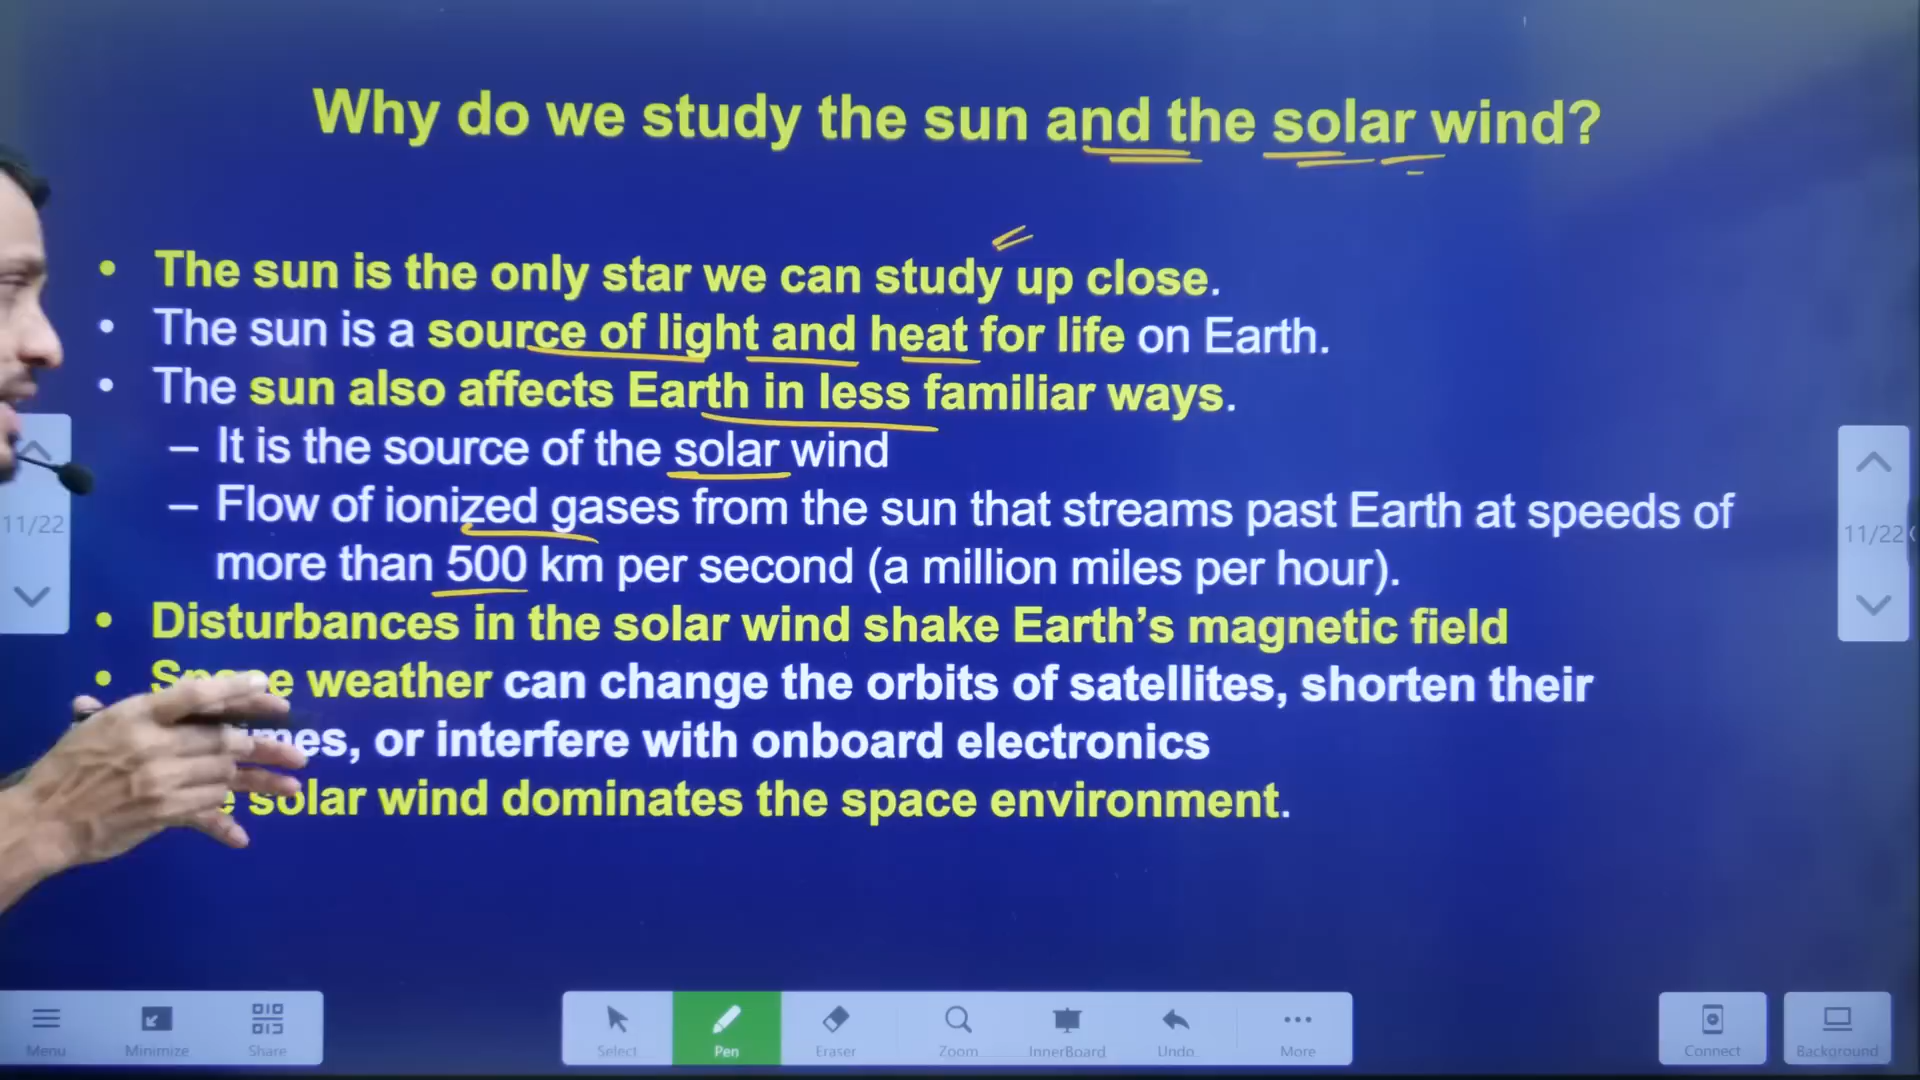 Why do we study the sun and the solar wind?
• The sun is the only star we can study up close.
• The sun is a source of light and heat for life on Earth.
• The sun also affects Earth in less familiar ways.
– It is the source of the solar wind
– Flow of ionized gases from the sun that streams past Earth at speeds of
more than 500 km per second (a million miles per hour).
• Disturbances in the solar wind shake Earth's magnetic field
• Space weather can change the orbits of satellites, shorten their
or interfere with onboard electronics
solar wind dominates the space environment.
11/22
11/22
Menu
Minimize
Share
Select
Pen
Eraser
Zoom
InnerBoard
Undo
More
Connect
Background